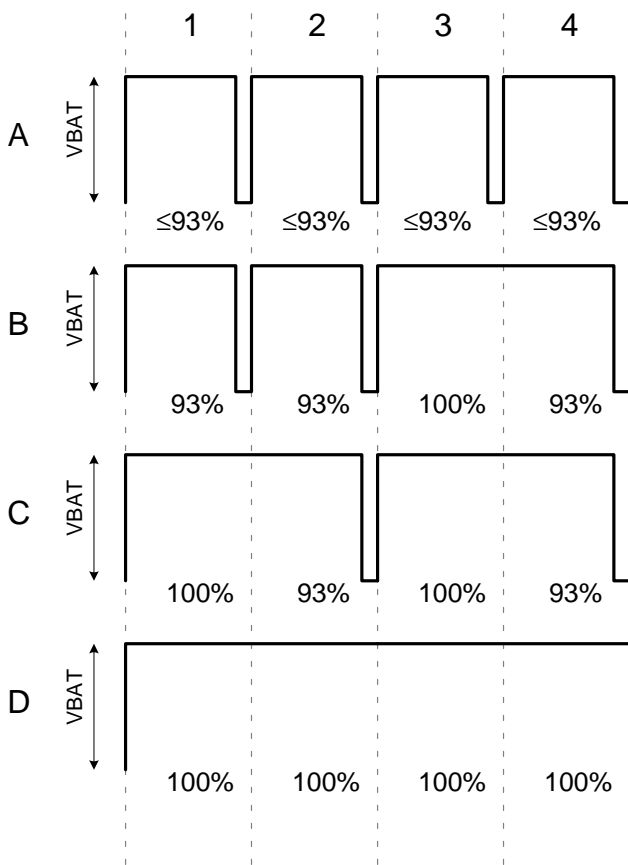 1 2 3 4
A VBAT
≤93% ≤93% ≤93% ≤93%
B VBAT
93% 93% 100% 93%
C VBAT
100% 93% 100% 93%
D VBAT
100% 100% 100% 100%